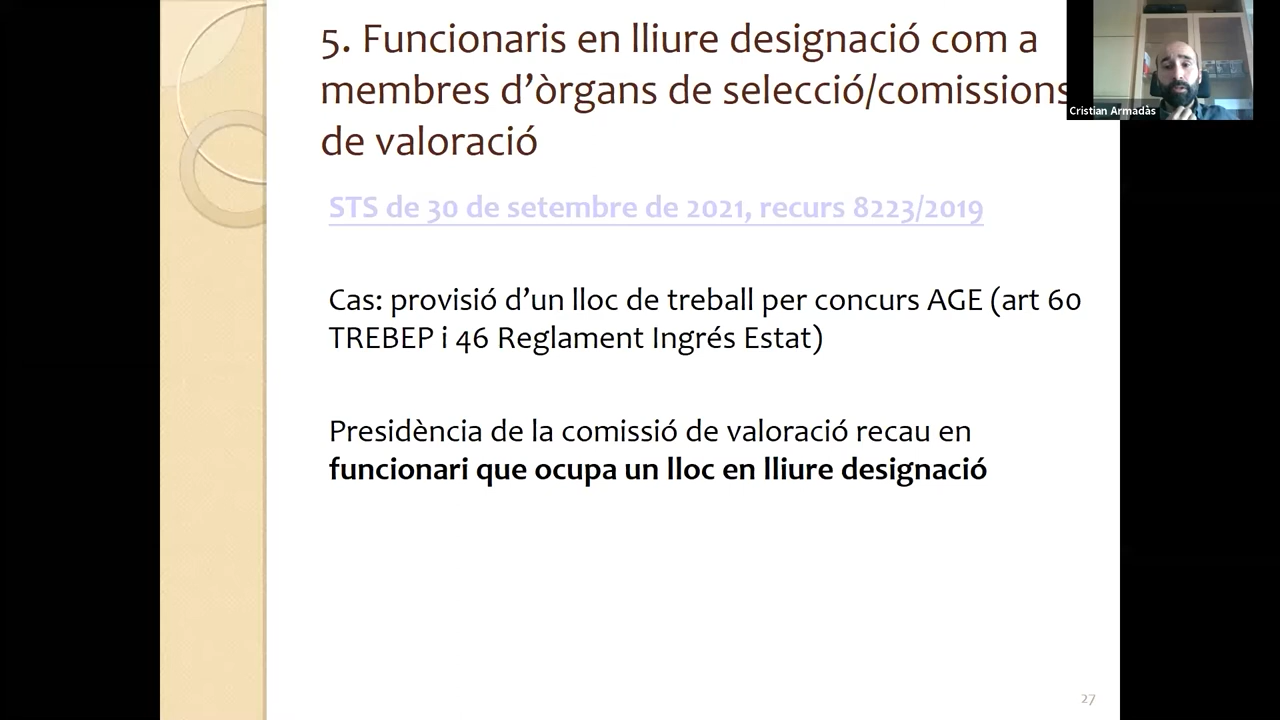 5. Funcionaris en lliure designació com a
membres d’òrgans de selecció/comissions
de valoració
Cristian Armadàs
STS de 30 de setembre de 2021, recurs 8223/2019
Cas: provisió d’un lloc de treball per concurs AGE (art 60
TREBEP i 46 Reglament Ingrés Estat)
Presidència de la comissió de valoració recau en
funcionari que ocupa un lloc en lliure designació
27